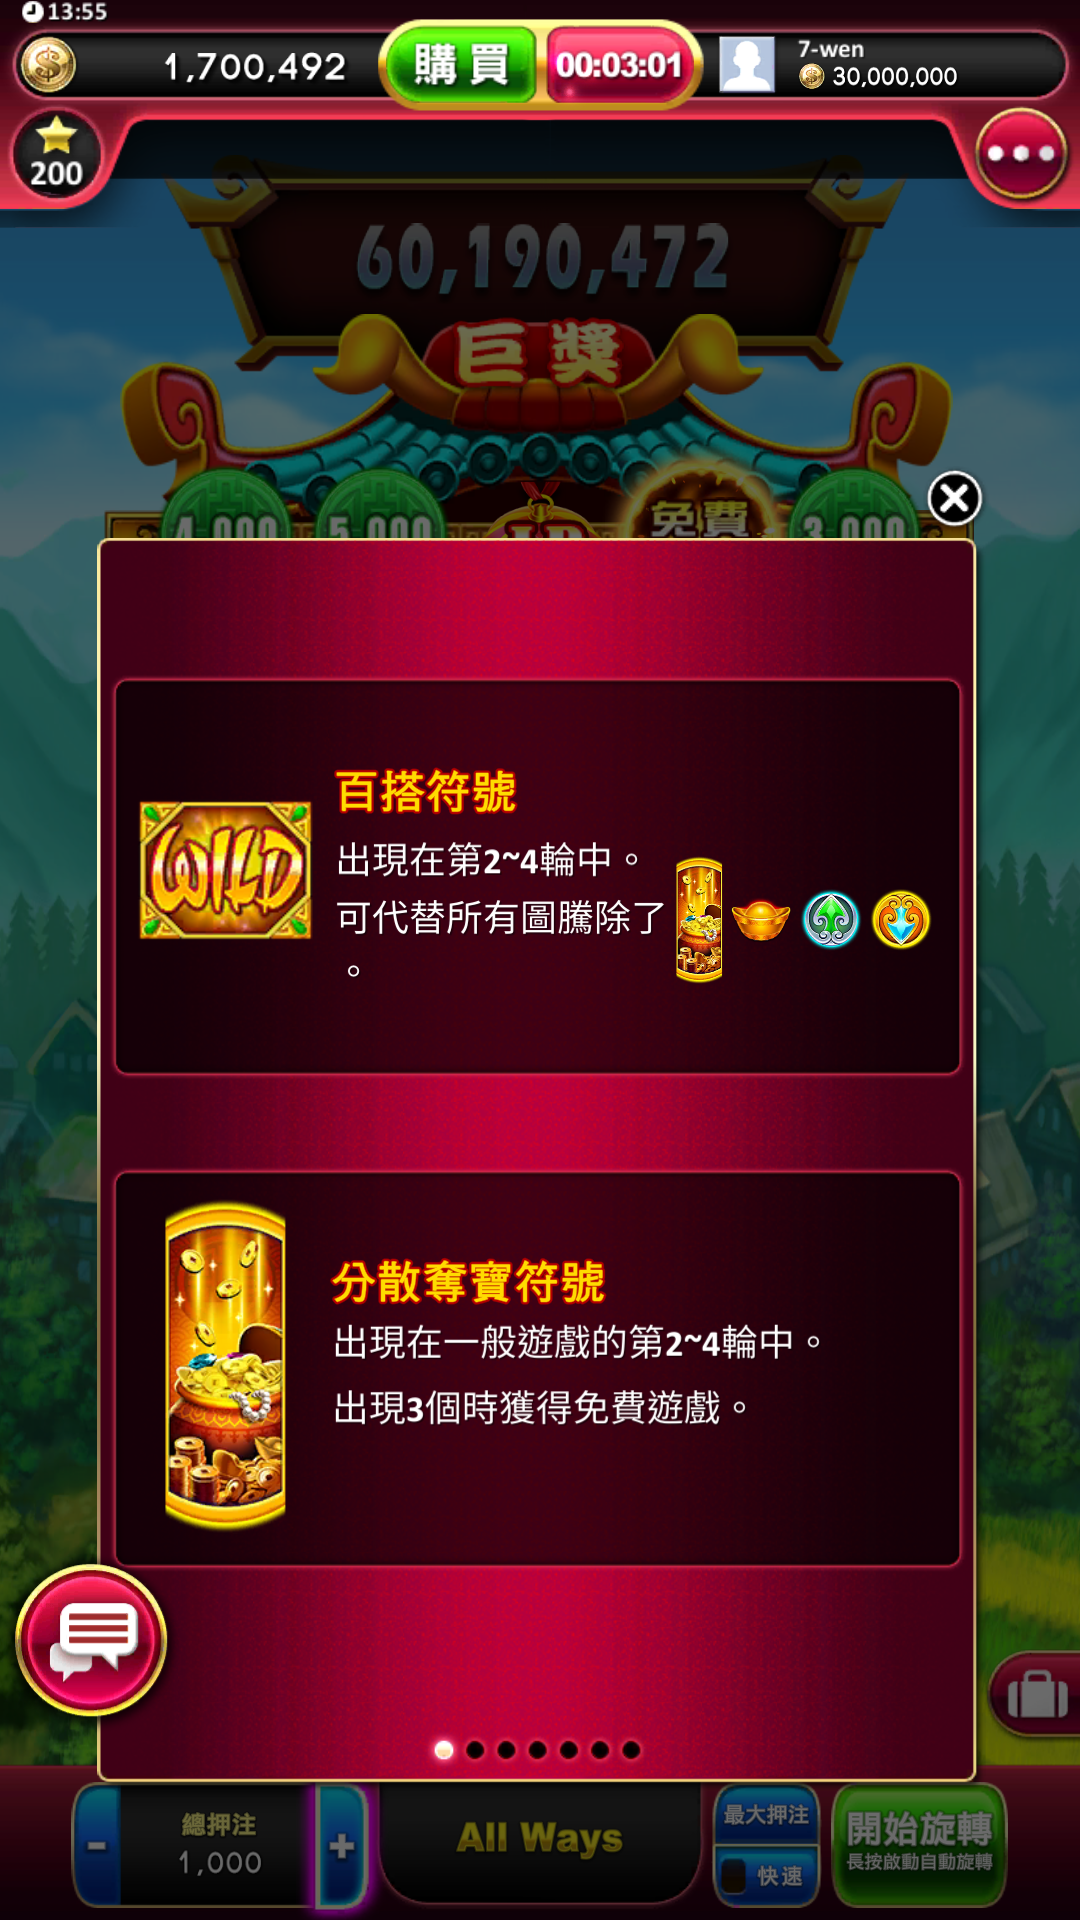 13:55
1,700,492
購買
00:03:01
7-wen
30,000,000
200
60,190,472
巨獎
4,000
5,000
免費
3,000
WILD
百搭符號
出現在第2~4輪中。
可代替所有圖騰除了
。
分散奪寶符號
出現在一般遊戲的第2~4輪中。
出現3個時獲得免費遊戲。
總押注
-
1,000
+
All Ways
最大押注
快速
開始旋轉
長按啟動自動旋轉